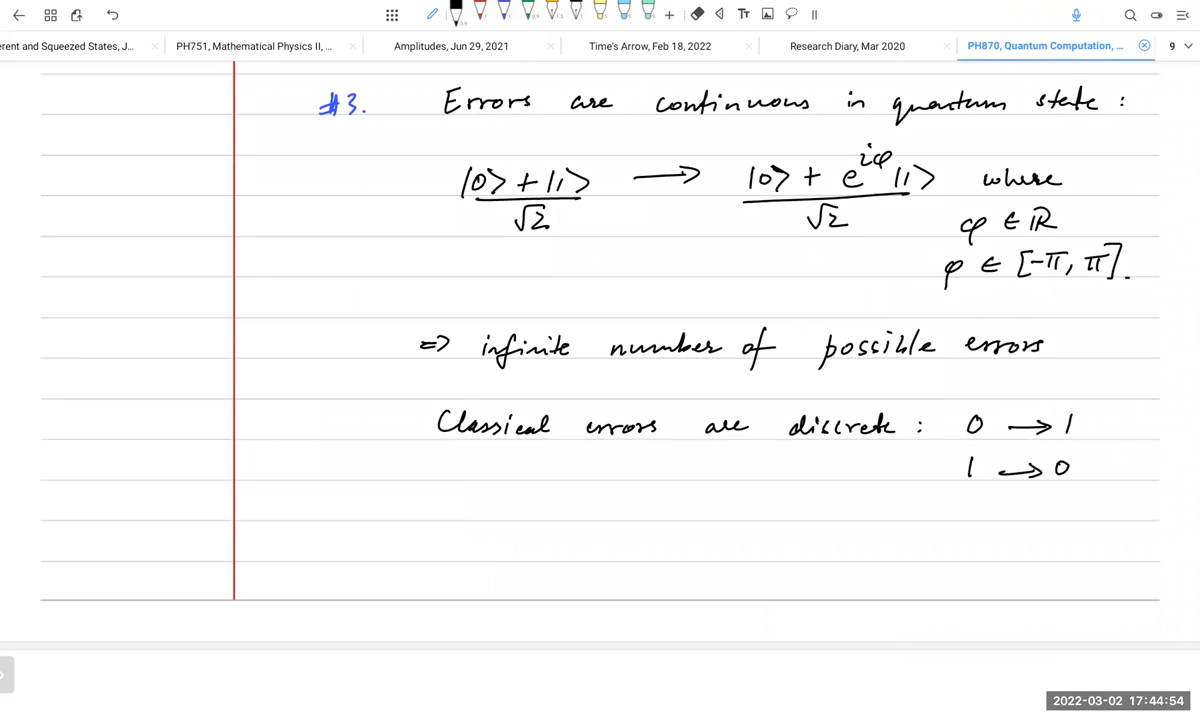 erent and Squeezed States, J...
PH751, Mathematical Physics II, ...
Amplitudes, Jun 29, 2021
Time's Arrow, Feb 18, 2022
Research Diary, Mar 2020
PH870, Quantum Computation, ...
9
#3. Errors are continuous in quantum state :
(|0⟩ + |1⟩)/√2 → (|0⟩ + e^{iφ}|1⟩)/√2 where
φ ∈ ℝ
φ ∈ [-π, π].
⇒ infinite number of possible errors
Classical errors are discrete : 0 → 1
1 → 0
2022-03-02 17:44:54